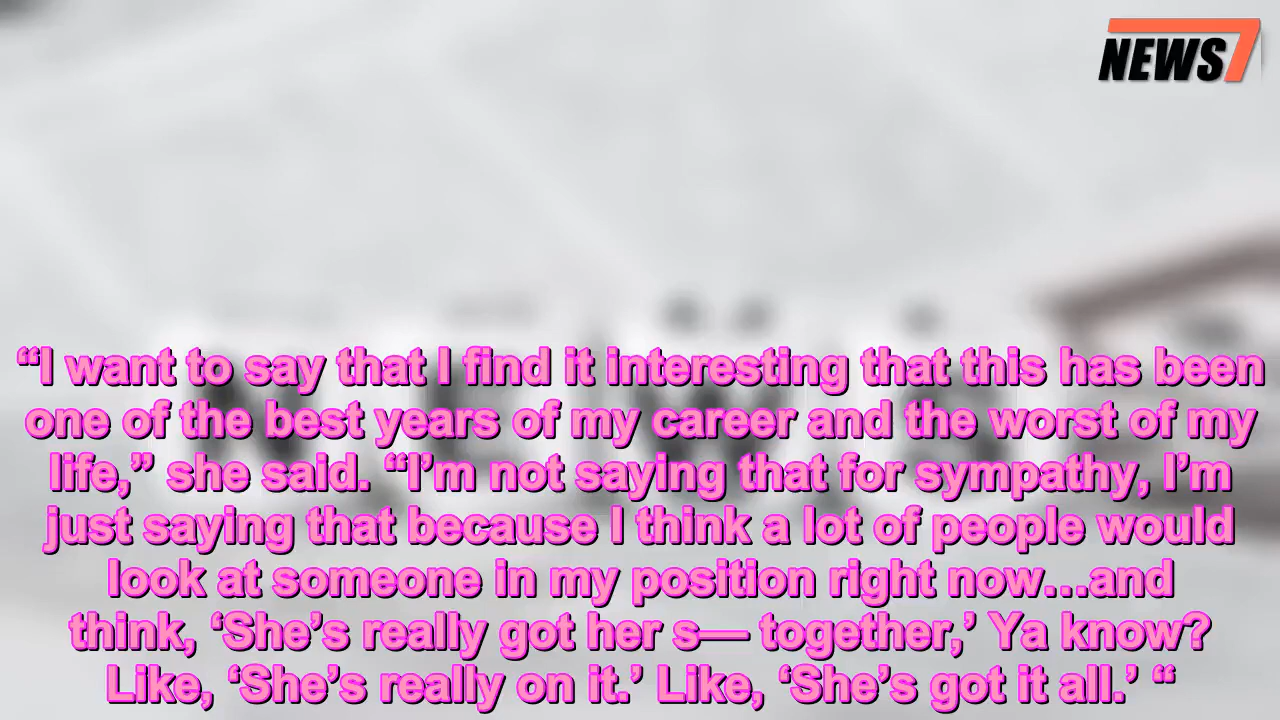 NEWS7
“I want to say that I find it interesting that this has been
one of the best years of my career and the worst of my
life,” she said. “I’m not saying that for sympathy, I’m
just saying that because I think a lot of people would
look at someone in my position right now…and
think, ‘She’s really got her s— together,’ Ya know?
Like, ‘She’s really on it.’ Like, ‘She’s got it all.’ “